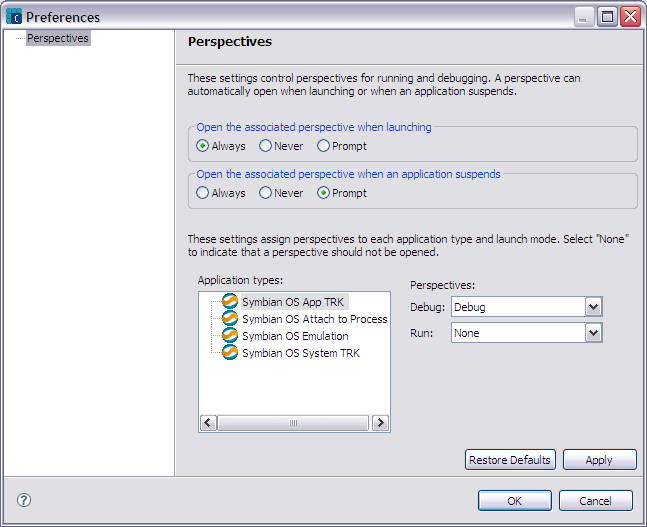 Preferences
Perspectives
Perspectives
These settings control perspectives for running and debugging. A perspective can
automatically open when launching or when an application suspends.
Open the associated perspective when launching
Always Never Prompt
Open the associated perspective when an application suspends
Always Never Prompt
These settings assign perspectives to each application type and launch mode. Select "None"
to indicate that a perspective should not be opened.
Application types:
Symbian OS App TRK
Symbian OS Attach to Process
Symbian OS Emulation
Symbian OS System TRK
Perspectives:
Debug: Debug
Run: None
Restore Defaults Apply
? OK Cancel